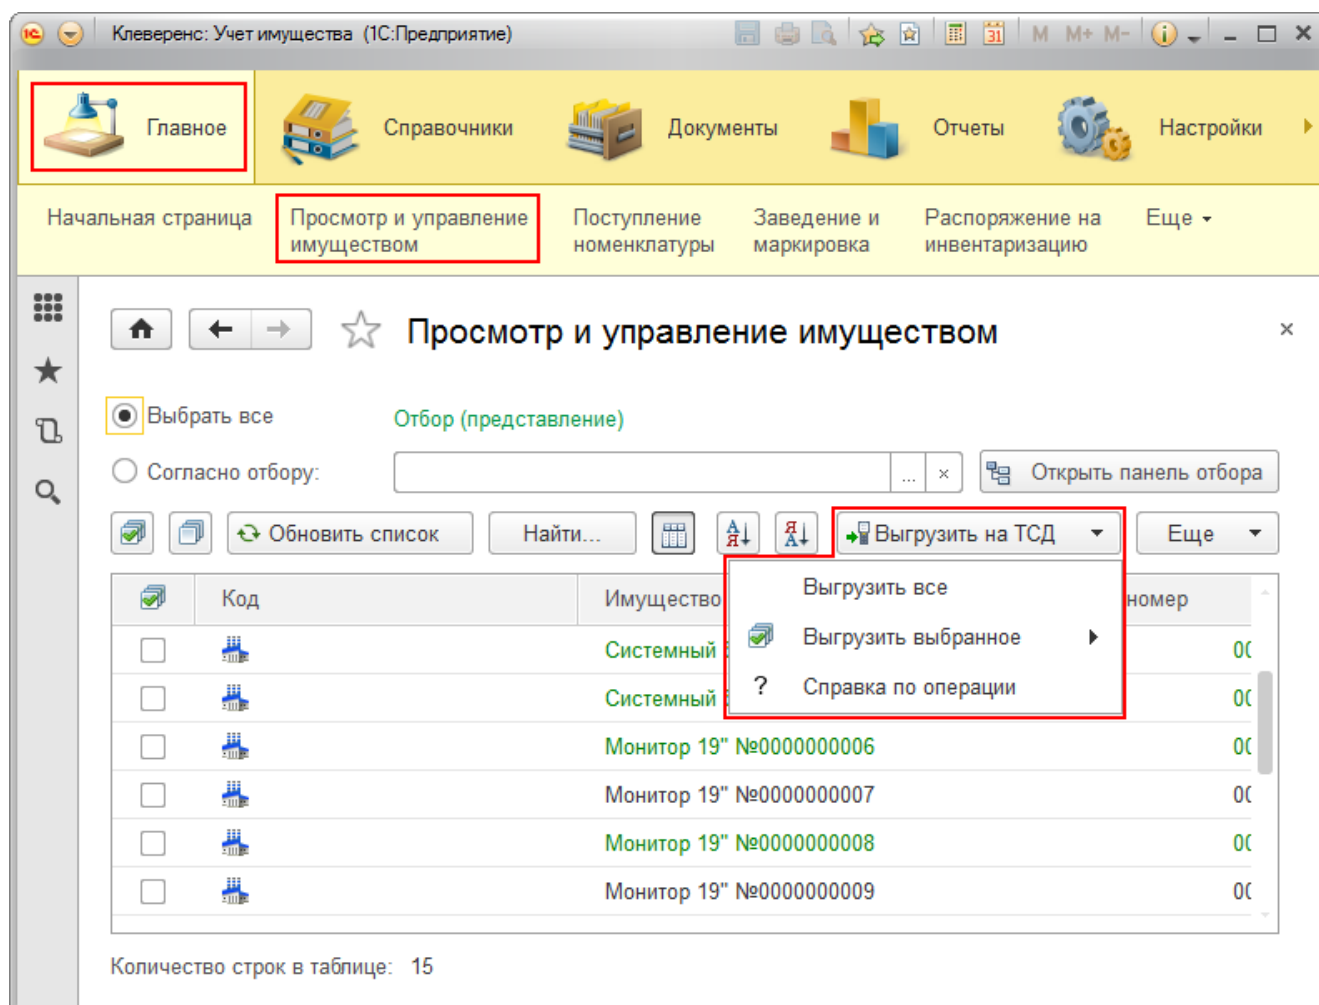 Клеверенс: Учет имущества (1С:Предприятие)
M M+ M-
Главное
Справочники
Документы
Отчеты
Настройки
Начальная страница
Просмотр и управление
имуществом
Поступление
номенклатуры
Заведение и
маркировка
Распоряжение на
инвентаризацию
Еще
Просмотр и управление имуществом
Выбрать все
Отбор (представление)
Согласно отбору:
...
×
Открыть панель отбора
Обновить список
Найти...
Выгрузить на ТСД
Еще
Выгрузить все
Выгрузить выбранное
? Справка по операции
Код
Имущество
номер
Системный
Системный
Монитор 19" №0000000006
Монитор 19" №0000000007
Монитор 19" №0000000008
Монитор 19" №0000000009
Количество строк в таблице: 15